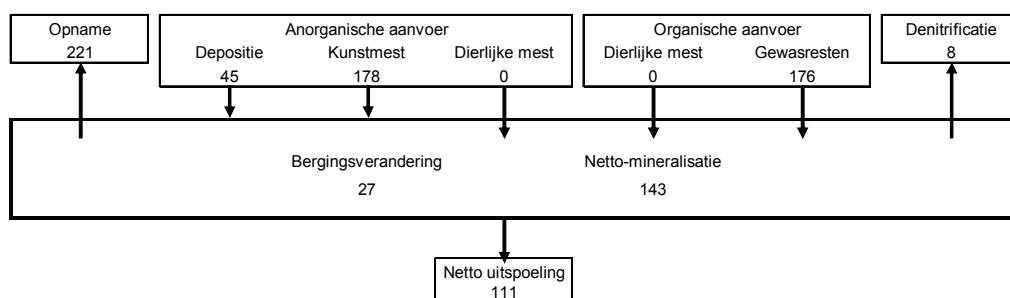 Opname
221
Anorganische aanvoer
Depositie Kunstmest Dierlijke mest
45 178 0
Organische aanvoer
Dierlijke mest Gewasresten
0 176
Denitrificatie
8
Bergingsverandering Netto-mineralisatie
27 143
Netto uitspoeling
111